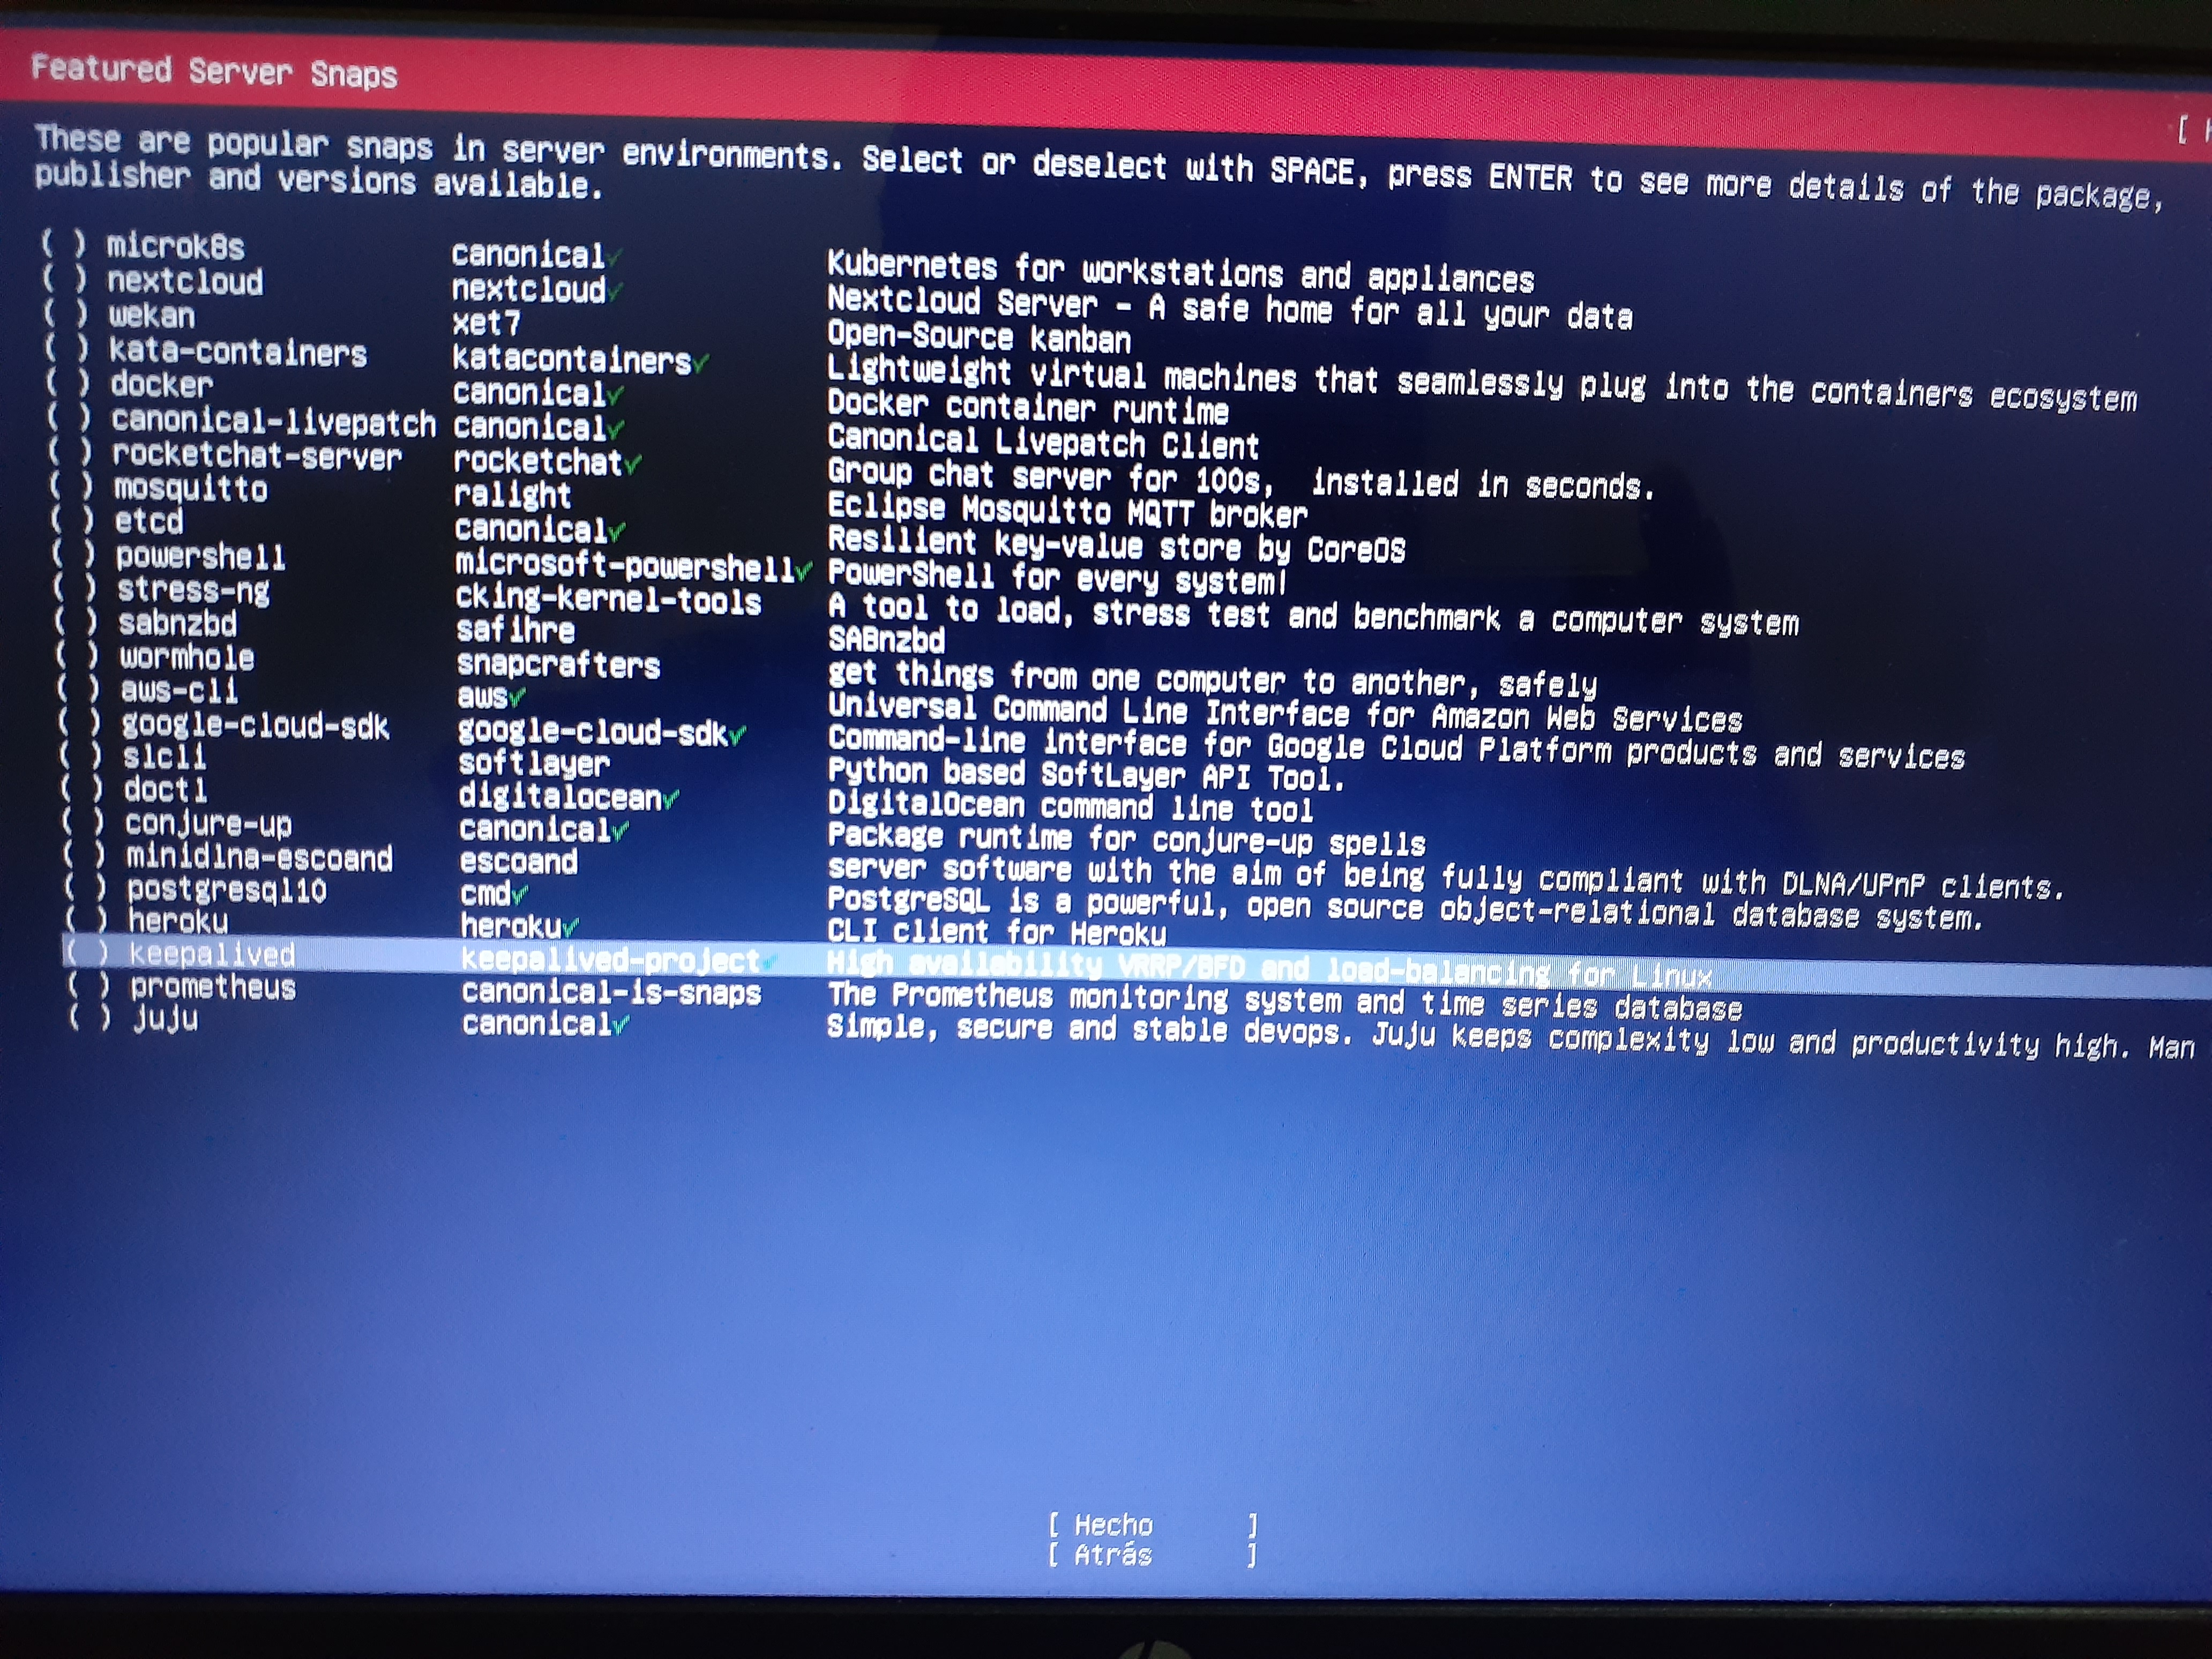 Featured Server Snaps
[
These are popular snaps in server environments. Select or deselect with SPACE, press ENTER to see more details of the package,
publisher and versions available.
( ) microk8s canonical✓ Kubernetes for workstations and appliances
( ) nextcloud nextcloud✓ Nextcloud Server - A safe home for all your data
( ) wekan xet7 Open-Source kanban
( ) kata-containers katacontainers✓ Lightweight virtual machines that seamlessly plug into the containers ecosystem
( ) docker canonical✓ Docker container runtime
( ) canonical-livepatch canonical✓ Canonical Livepatch Client
( ) rocketchat-server rocketchat✓ Group chat server for 100s, installed in seconds.
( ) mosquitto ralight Eclipse Mosquitto MQTT broker
( ) etcd canonical✓ Resilient key-value store by CoreOS
( ) powershell microsoft-powershell✓ PowerShell for every system!
( ) stress-ng cking-kernel-tools A tool to load, stress test and benchmark a computer system
( ) sabnzbd safihre SABnzbd
( ) wormhole snapcrafters get things from one computer to another, safely
( ) aws-cli aws✓ Universal Command Line Interface for Amazon Web Services
( ) google-cloud-sdk google-cloud-sdk✓ Command-line interface for Google Cloud Platform products and services
( ) slcli softlayer Python based SoftLayer API Tool.
( ) doctl digitalocean✓ DigitalOcean command line tool
( ) conjure-up canonical✓ Package runtime for conjure-up spells
( ) minidlna-escoand escoand server software with the aim of being fully compliant with DLNA/UPnP clients.
( ) postgresql10 cmd✓ PostgreSQL is a powerful, open source object-relational database system.
( ) heroku heroku✓ CLI client for Heroku
( ) keepalived keepalived-project✓ High availability VRRP/BFD and load-balancing for Linux
( ) prometheus canonical-is-snaps The Prometheus monitoring system and time series database
( ) juju canonical✓ Simple, secure and stable devops. Juju keeps complexity low and productivity high. Man
[ Hecho ]
[ Atrás ]